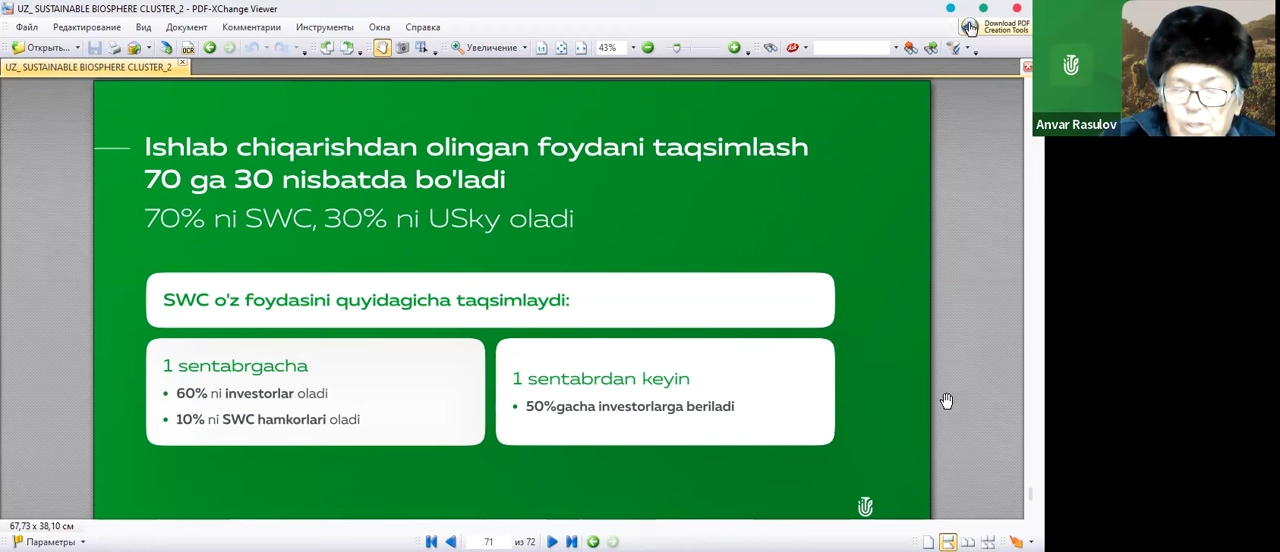 UZ_ SUSTAINABLE BIOSPHERE CLUSTER_2 - PDF-XChange Viewer
Файл Редактирование Вид Документ Комментарии Инструменты Окна Справка
Download PDF
Creation Tools
Открыть... OCR Увеличение 43%
UZ_ SUSTAINABLE BIOSPHERE CLUSTER_2
Anvar Rasulov
Ishlab chiqarishdan olingan foydani taqsimlash
70 ga 30 nisbatda bo'ladi
70% ni SWC, 30% ni USky oladi
SWC o'z foydasini quyidagicha taqsimlaydi:
1 sentabrgacha
• 60% ni investorlar oladi
• 10% ni SWC hamkorlari oladi
1 sentabrdan keyin
• 50%gacha investorlarga beriladi
67,73 x 38,10 см
Параметры 71 из 72